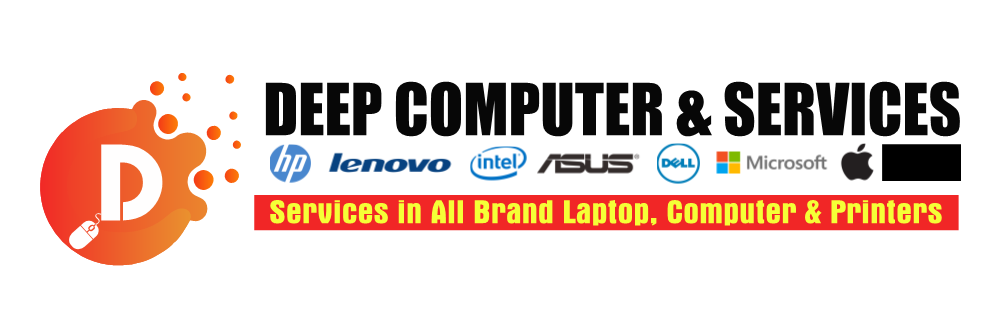 D
DEEP COMPUTER & SERVICES
hp lenovo intel ASUS DELL Microsoft
Services in All Brand Laptop, Computer & Printers